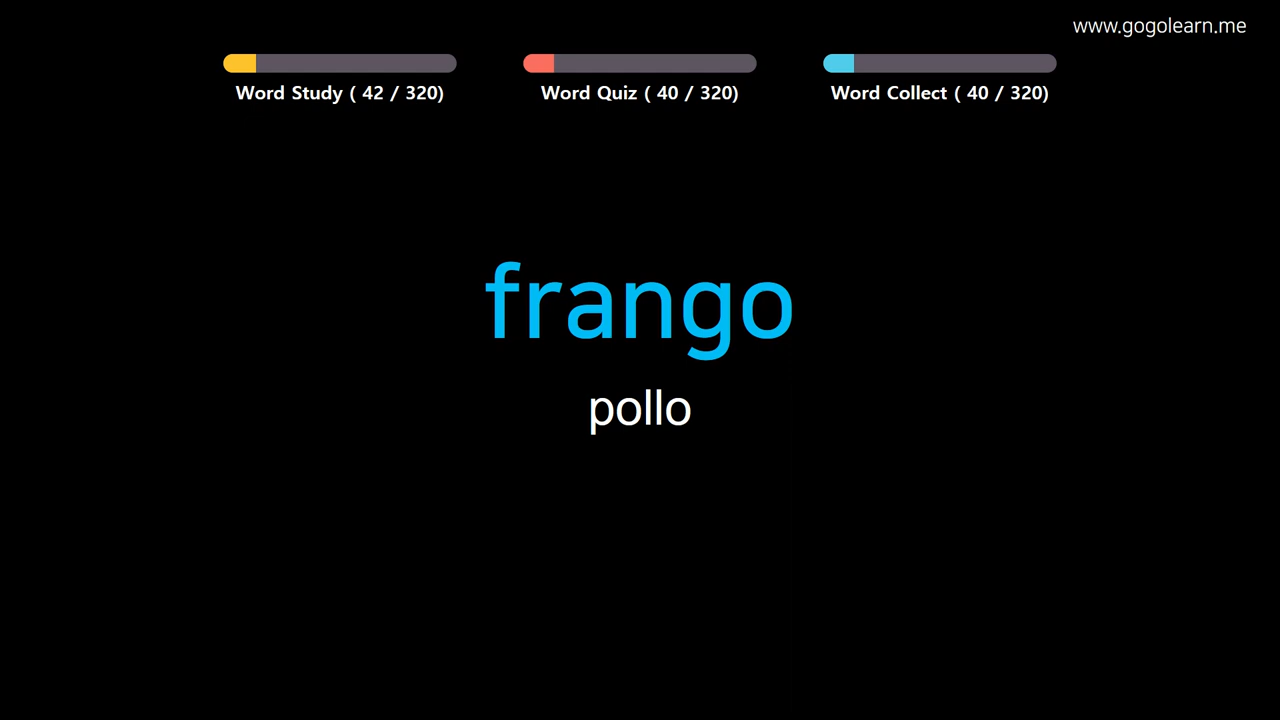 www.gogolearn.me
Word Study ( 42 / 320)
Word Quiz ( 40 / 320)
Word Collect ( 40 / 320)
frango
pollo